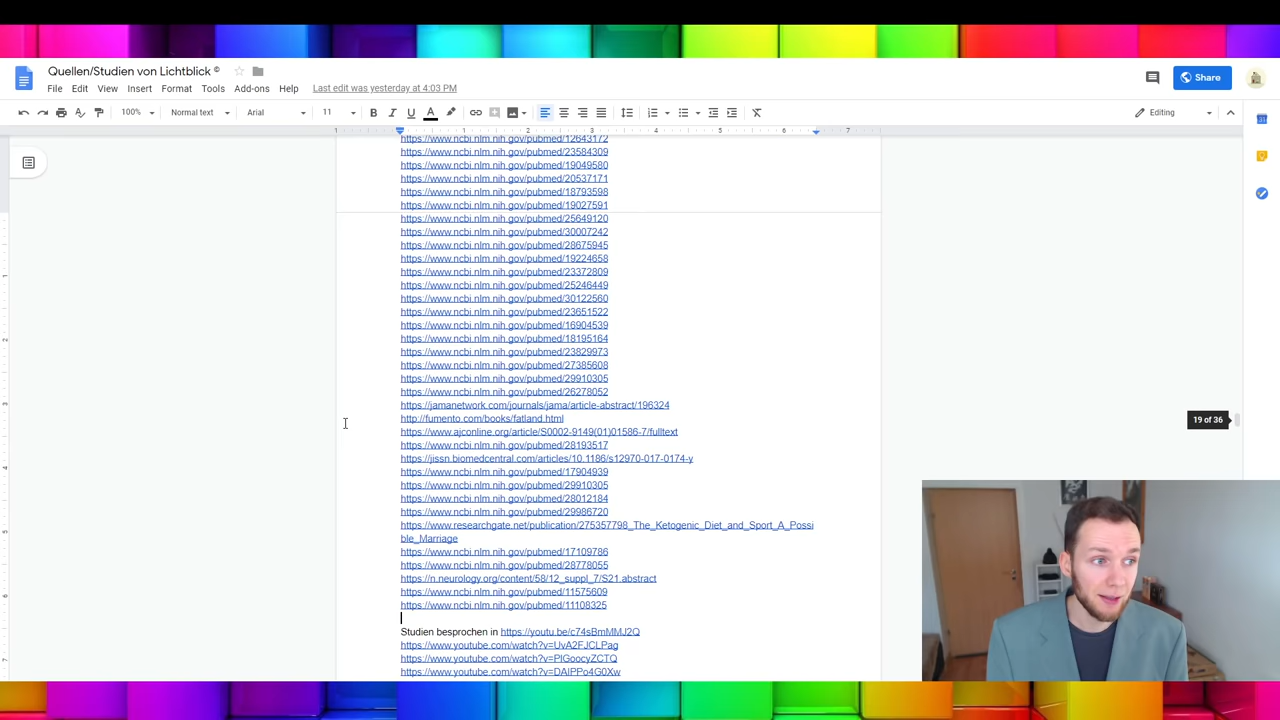 Quellen/Studien von Lichtblick ©
File Edit View Insert Format Tools Add-ons Help Last edit was yesterday at 4:03 PM
Share
100% Normal text Arial 11 B I U A Editing
1 1 2 3 4 5 6 7
https://www.ncbi.nlm.nih.gov/pubmed/12643172
https://www.ncbi.nlm.nih.gov/pubmed/23584309
https://www.ncbi.nlm.nih.gov/pubmed/19049580
https://www.ncbi.nlm.nih.gov/pubmed/20537171
https://www.ncbi.nlm.nih.gov/pubmed/18793598
https://www.ncbi.nlm.nih.gov/pubmed/19027591
https://www.ncbi.nlm.nih.gov/pubmed/25649120
https://www.ncbi.nlm.nih.gov/pubmed/30007242
https://www.ncbi.nlm.nih.gov/pubmed/28675945
https://www.ncbi.nlm.nih.gov/pubmed/19224658
https://www.ncbi.nlm.nih.gov/pubmed/23372809
https://www.ncbi.nlm.nih.gov/pubmed/25246449
https://www.ncbi.nlm.nih.gov/pubmed/30122560
https://www.ncbi.nlm.nih.gov/pubmed/23651522
https://www.ncbi.nlm.nih.gov/pubmed/16904539
https://www.ncbi.nlm.nih.gov/pubmed/18195164
https://www.ncbi.nlm.nih.gov/pubmed/23829973
https://www.ncbi.nlm.nih.gov/pubmed/27385608
https://www.ncbi.nlm.nih.gov/pubmed/29910305
https://www.ncbi.nlm.nih.gov/pubmed/26278052
https://jamanetwork.com/journals/jama/article-abstract/196324
http://fumento.com/books/fatland.html
19 of 36
https://www.ajconline.org/article/S0002-9149(01)01586-7/fulltext
https://www.ncbi.nlm.nih.gov/pubmed/28193517
https://jissn.biomedcentral.com/articles/10.1186/s12970-017-0174-y
https://www.ncbi.nlm.nih.gov/pubmed/17904939
https://www.ncbi.nlm.nih.gov/pubmed/29910305
https://www.ncbi.nlm.nih.gov/pubmed/28012184
https://www.ncbi.nlm.nih.gov/pubmed/29986720
https://www.researchgate.net/publication/275357798_The_Ketogenic_Diet_and_Sport_A_Possi
ble_Marriage
https://www.ncbi.nlm.nih.gov/pubmed/17109786
https://www.ncbi.nlm.nih.gov/pubmed/28778055
https://n.neurology.org/content/58/12_suppl_7/S21.abstract
https://www.ncbi.nlm.nih.gov/pubmed/11575609
https://www.ncbi.nlm.nih.gov/pubmed/11108325
Studien besprochen in https://youtu.be/c74sBmMMJ2Q
https://www.youtube.com/watch?v=UvA2FJCLPag
https://www.youtube.com/watch?v=PlGoocyZCTQ
https://www.youtube.com/watch?v=DAIPPo4G0Xw